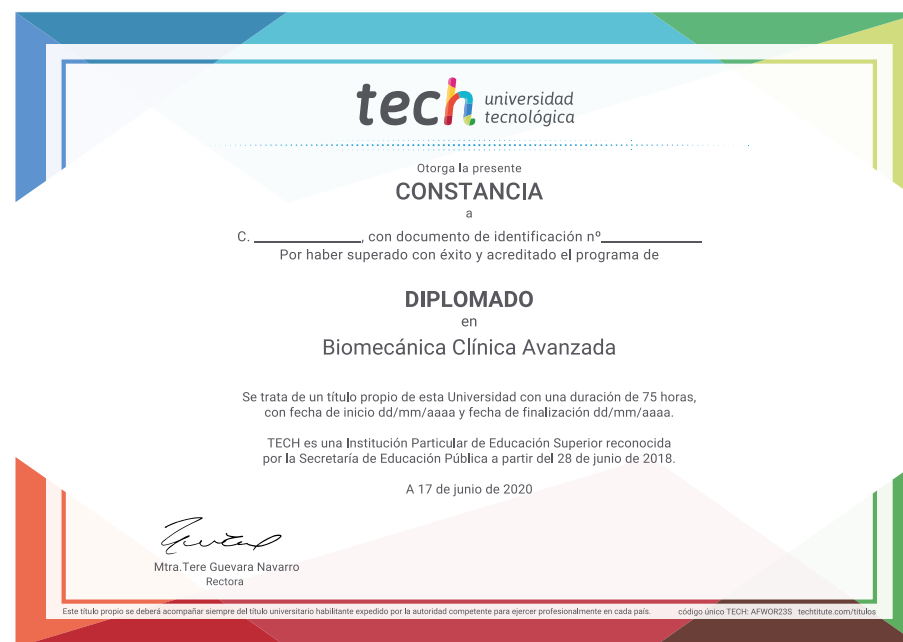 tech universidad
tecnológica
Otorga la presente
CONSTANCIA
a
C. ______________, con documento de identificación nº______________
Por haber superado con éxito y acreditado el programa de
DIPLOMADO
en
Biomecánica Clínica Avanzada
Se trata de un título propio de esta Universidad con una duración de 75 horas,
con fecha de inicio dd/mm/aaaa y fecha de finalización dd/mm/aaaa.
TECH es una Institución Particular de Educación Superior reconocida
por la Secretaría de Educación Pública a partir del 28 de junio de 2018.
A 17 de junio de 2020
Mtra.Tere Guevara Navarro
Rectora
Este título propio se deberá acompañar siempre del título universitario habilitante expedido por la autoridad competente para ejercer profesionalmente en cada país. código único TECH: AFWOR23S techtitute.com/titulos